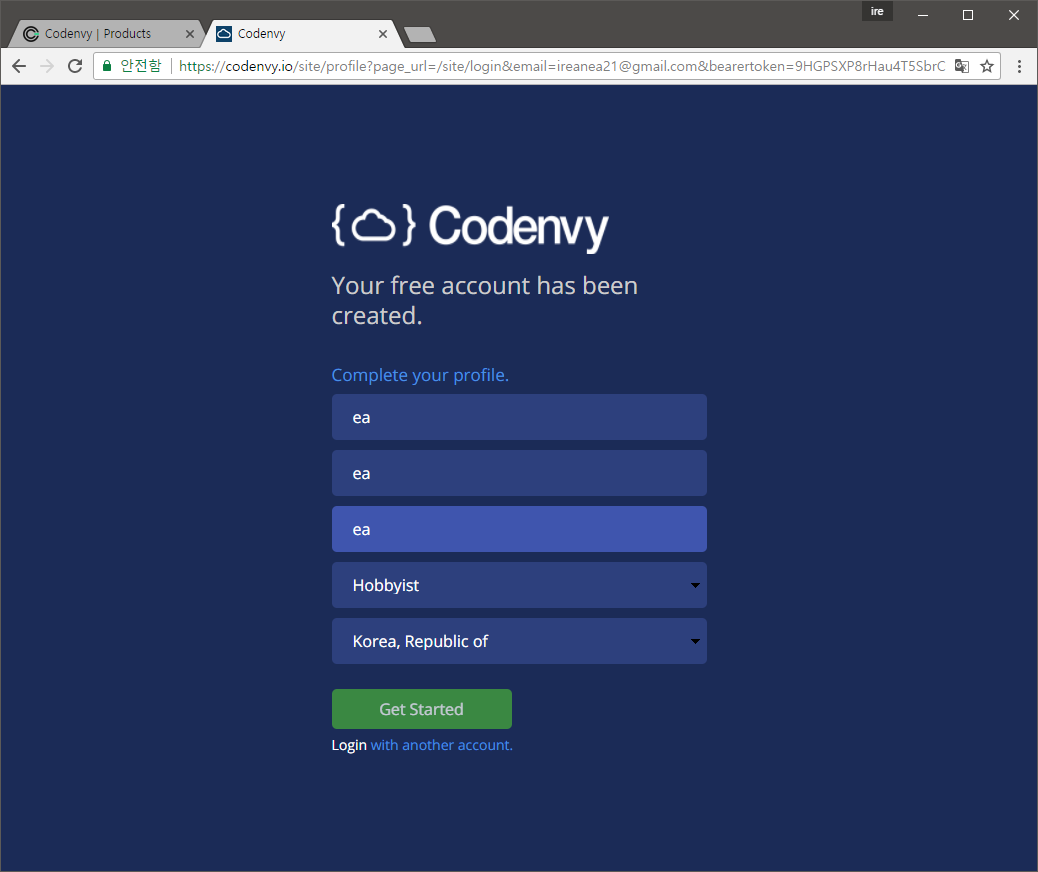 ire
Codenvy | Products
Codenvy
안전함
https://codenvy.io/site/profile?page_url=/site/login&email=ireanea21@gmail.com&bearertoken=9HGPSXP8rHau4T5SbrC
{ } Codenvy
Your free account has been
created.
Complete your profile.
ea
ea
ea
Hobbyist
Korea, Republic of
Get Started
Login with another account.